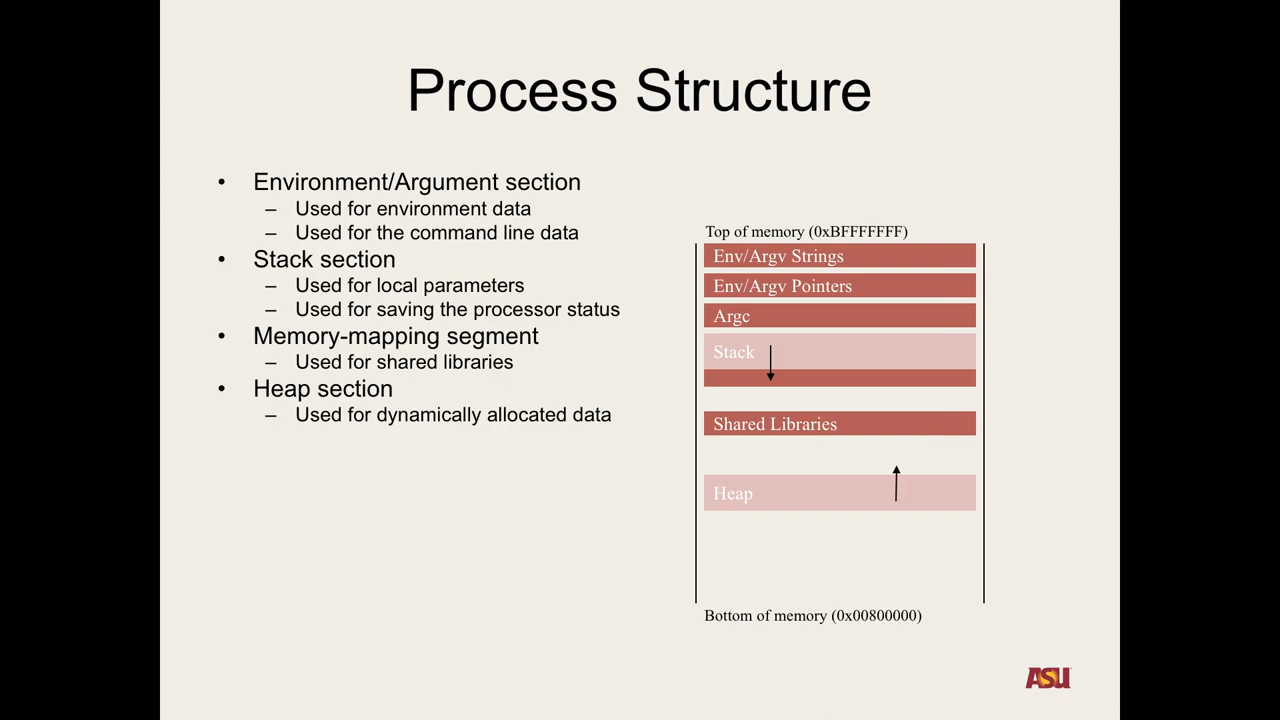 Process Structure
• Environment/Argument section
– Used for environment data
– Used for the command line data
• Stack section
– Used for local parameters
– Used for saving the processor status
• Memory-mapping segment
– Used for shared libraries
• Heap section
– Used for dynamically allocated data
Top of memory (0xBFFFFFFF)
Env/Argv Strings
Env/Argv Pointers
Argc
Stack
Shared Libraries
Heap
Bottom of memory (0x00800000)
ASU